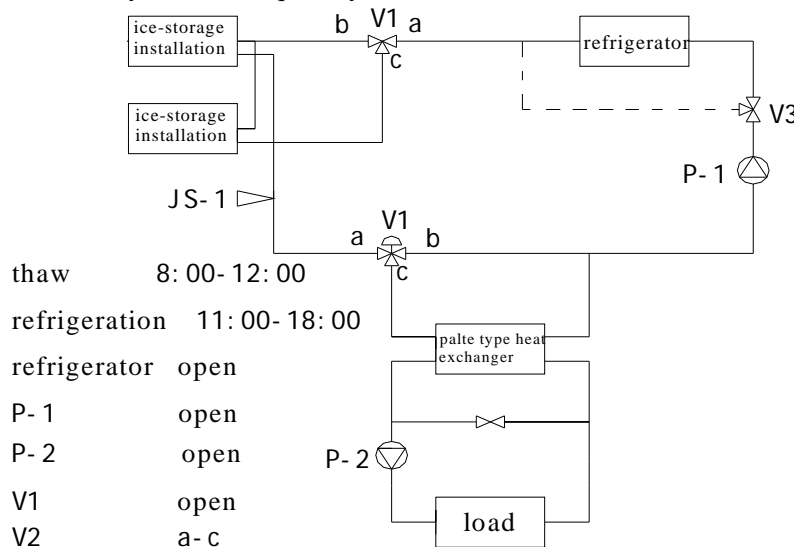 b V1 a
ice-storage
installation
refrigerator
c
ice-storage
installation
V3
P-1
JS-1
V1
a b
c
thaw 8:00-12:00
refrigeration 11:00-18:00
palte type heat
exchanger
refrigerator open
P-1 open
P-2 open
P-2
V1 open
load
V2 a-c